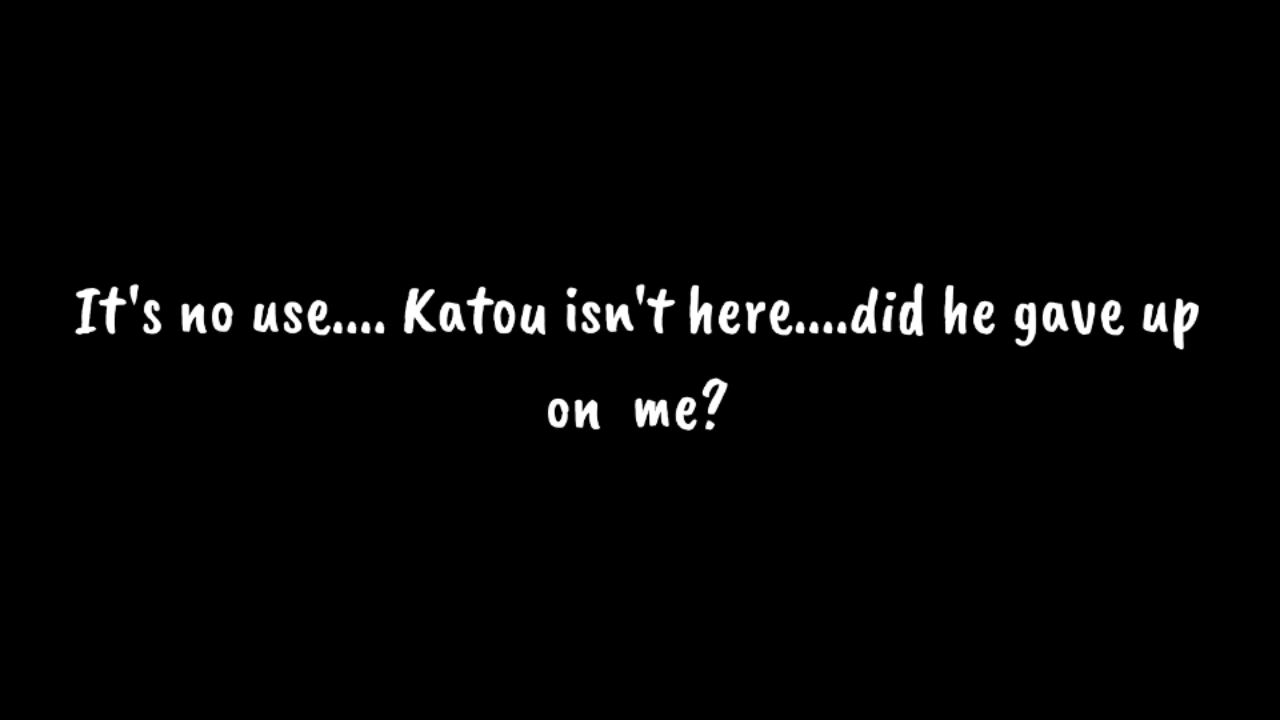 It's no use.... Katou isn't here....did he gave up
on me?